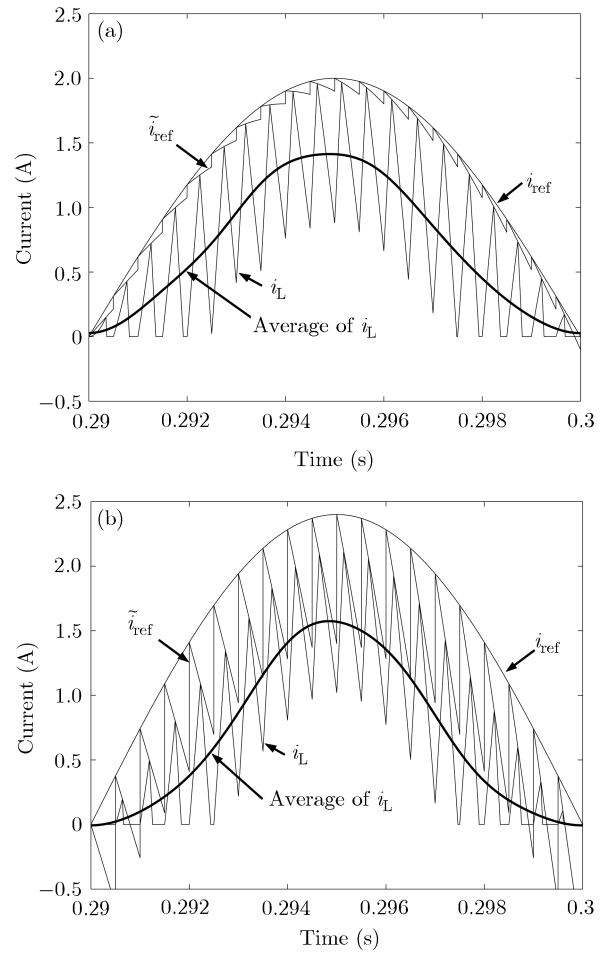 (a)
2.5
2.0
1.5
1.0
0.5
0
−0.5
Current (A)
ĩref
iref
iL
Average of iL
0.29 0.292 0.294 0.296 0.298 0.3
Time (s)
(b)
2.5
2.0
1.5
1.0
0.5
0
−0.5
Current (A)
ĩref
iref
iL
Average of iL
0.29 0.292 0.294 0.296 0.298 0.3
Time (s)